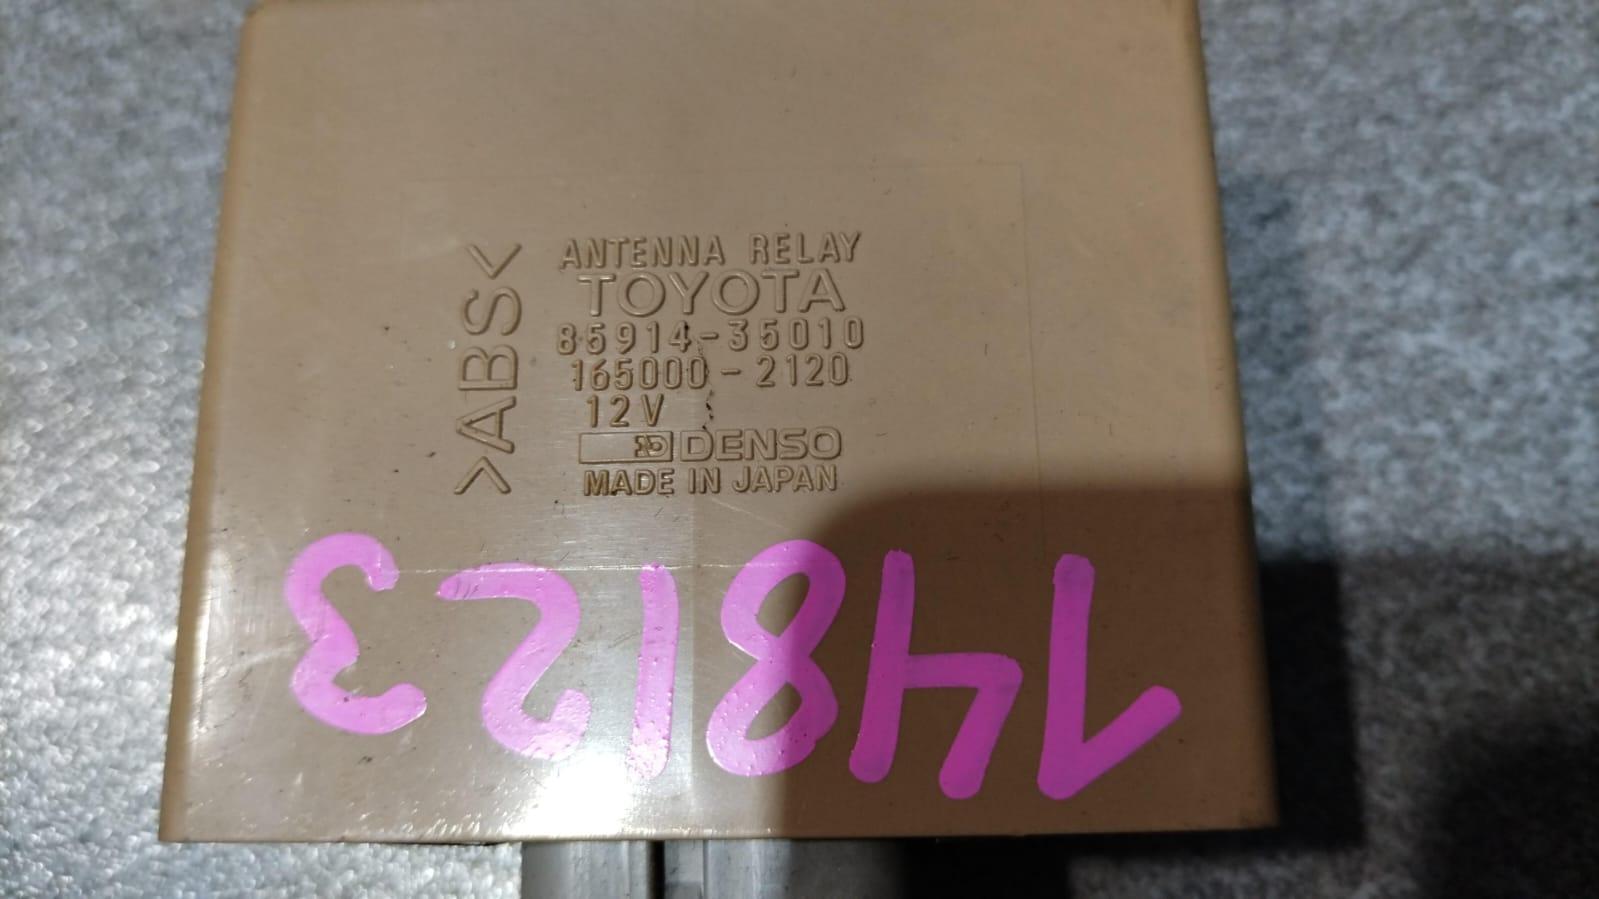 >ABS<
ANTENNA RELAY
TOYOTA
85914-35010
165000-2120
12V
DENSO
MADE IN JAPAN
148123